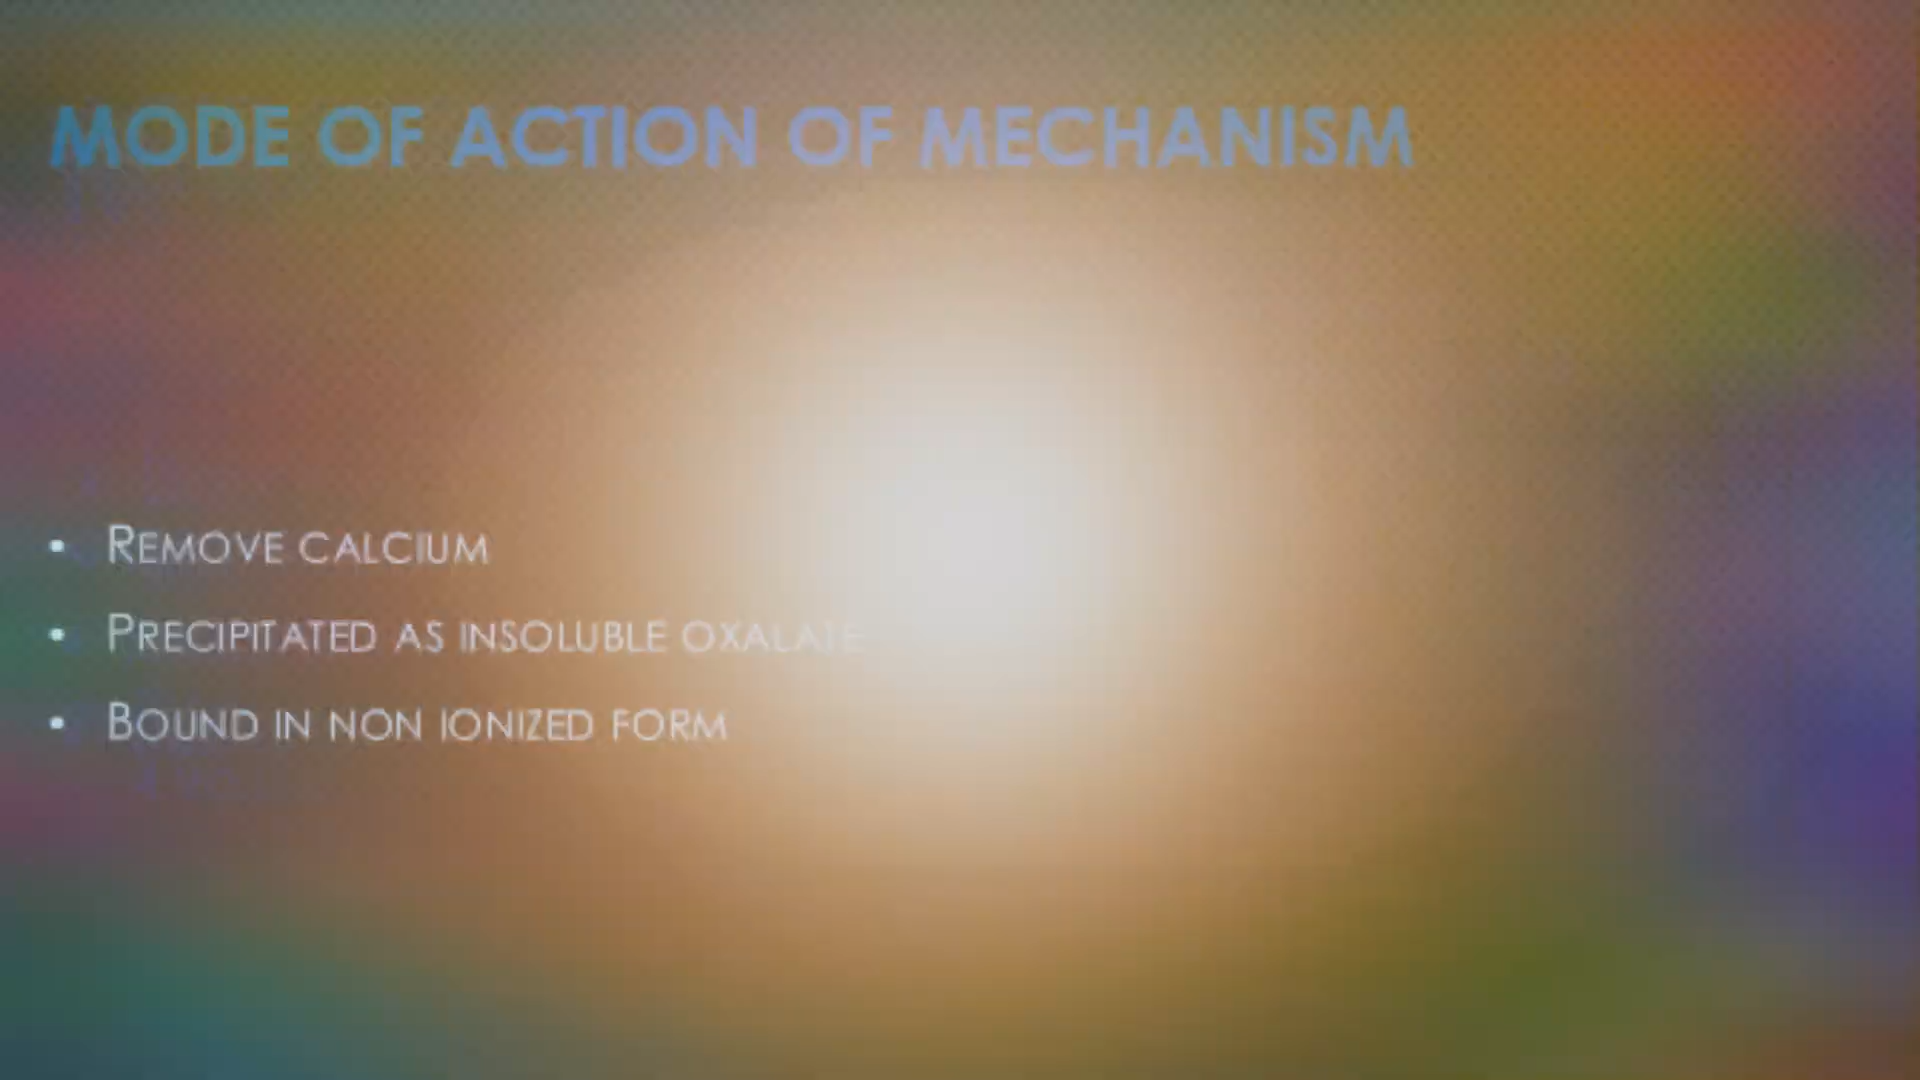 MODE OF ACTION OF MECHANISM
• REMOVE CALCIUM
• PRECIPITATED AS INSOLUBLE OXALATE
• BOUND IN NON IONIZED FORM